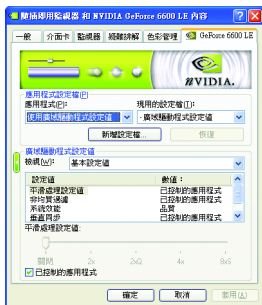 隨插即用監視器 和 NVIDIA GeForce 6600 LE 內容
一般 介面卡 監視器 疑難排解 色彩管理 GeForce 6600 LE
NVIDIA.
應用程式設定檔(P)
應用程式(P): 現用的設定檔(I):
使用廣域驅動程式設定值 - 廣域驅動程式設定值
新增設定檔... 恢復
廣域驅動程式設定值
檢視(W): 基本設定值
設定值 數值:
平滑處理設定值 已控制的應用程式
非均質過濾 已控制的應用程式
系統效能 品質
垂直同步 已控制的應用程式
平滑處理設定值:
關閉 2x 2xQ 4x 8xS
已控制的應用程式
確定 取消 套用(A)